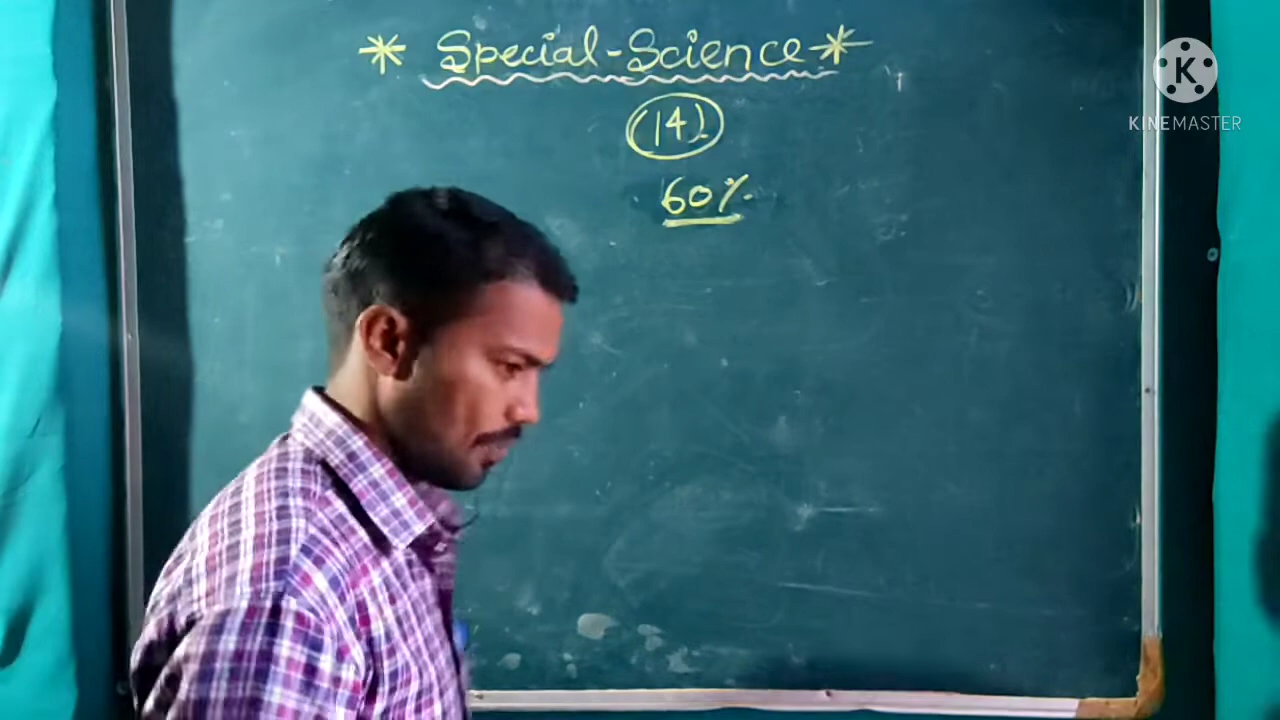 * Special-Science *
(14).
60%.
K
KINEMASTER